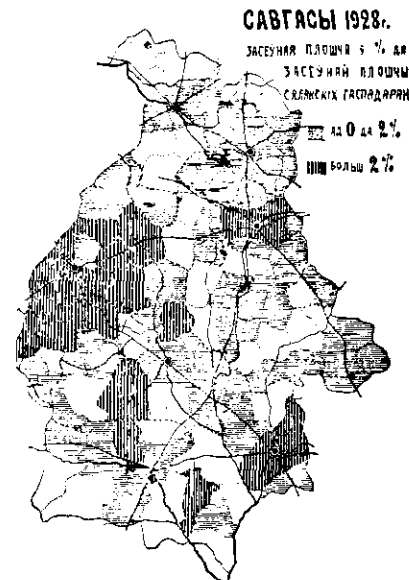 САВГАСЫ 1928г.
ЗАСЕЎНАЯ ПЛОШЧА ў % да
ЗАСЕЎНАЙ ПЛОШЧЫ
СЯЛЯНСКІХ ГАСПАДАРАК
ад 0 да 2%
больш 2%